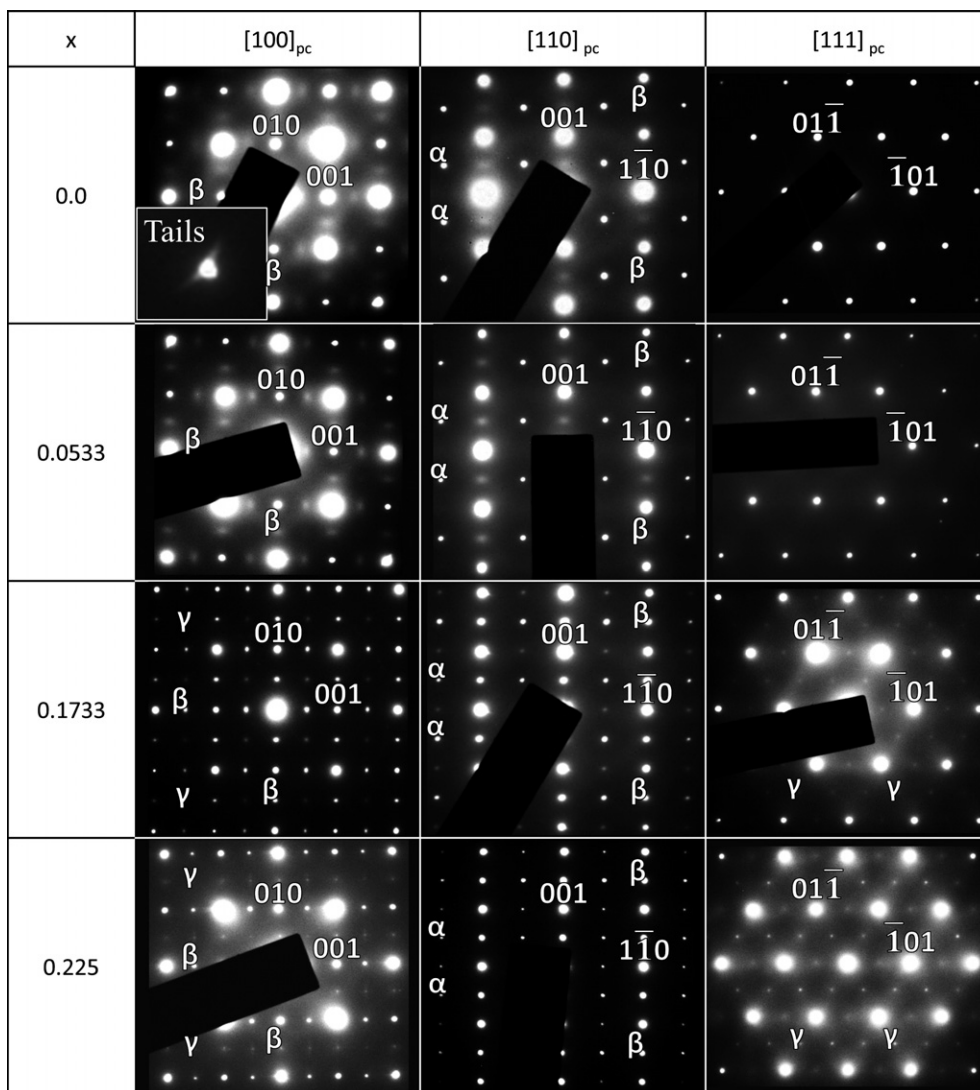 x [100]pc [110] pc [111] pc
0.0
010
001
β
Tails
β
β
001
α
11̅0
α
β
011̅
1̅01
0.0533
010
β
001
β
β
001
α
11̅0
α
β
011̅
1̅01
0.1733
γ
010
β
001
γ
β
β
001
α
11̅0
α
β
011̅
1̅01
γ γ
0.225
γ
010
β
001
γ
β
β
001
α
11̅0
α
β
011̅
1̅01
γ γ